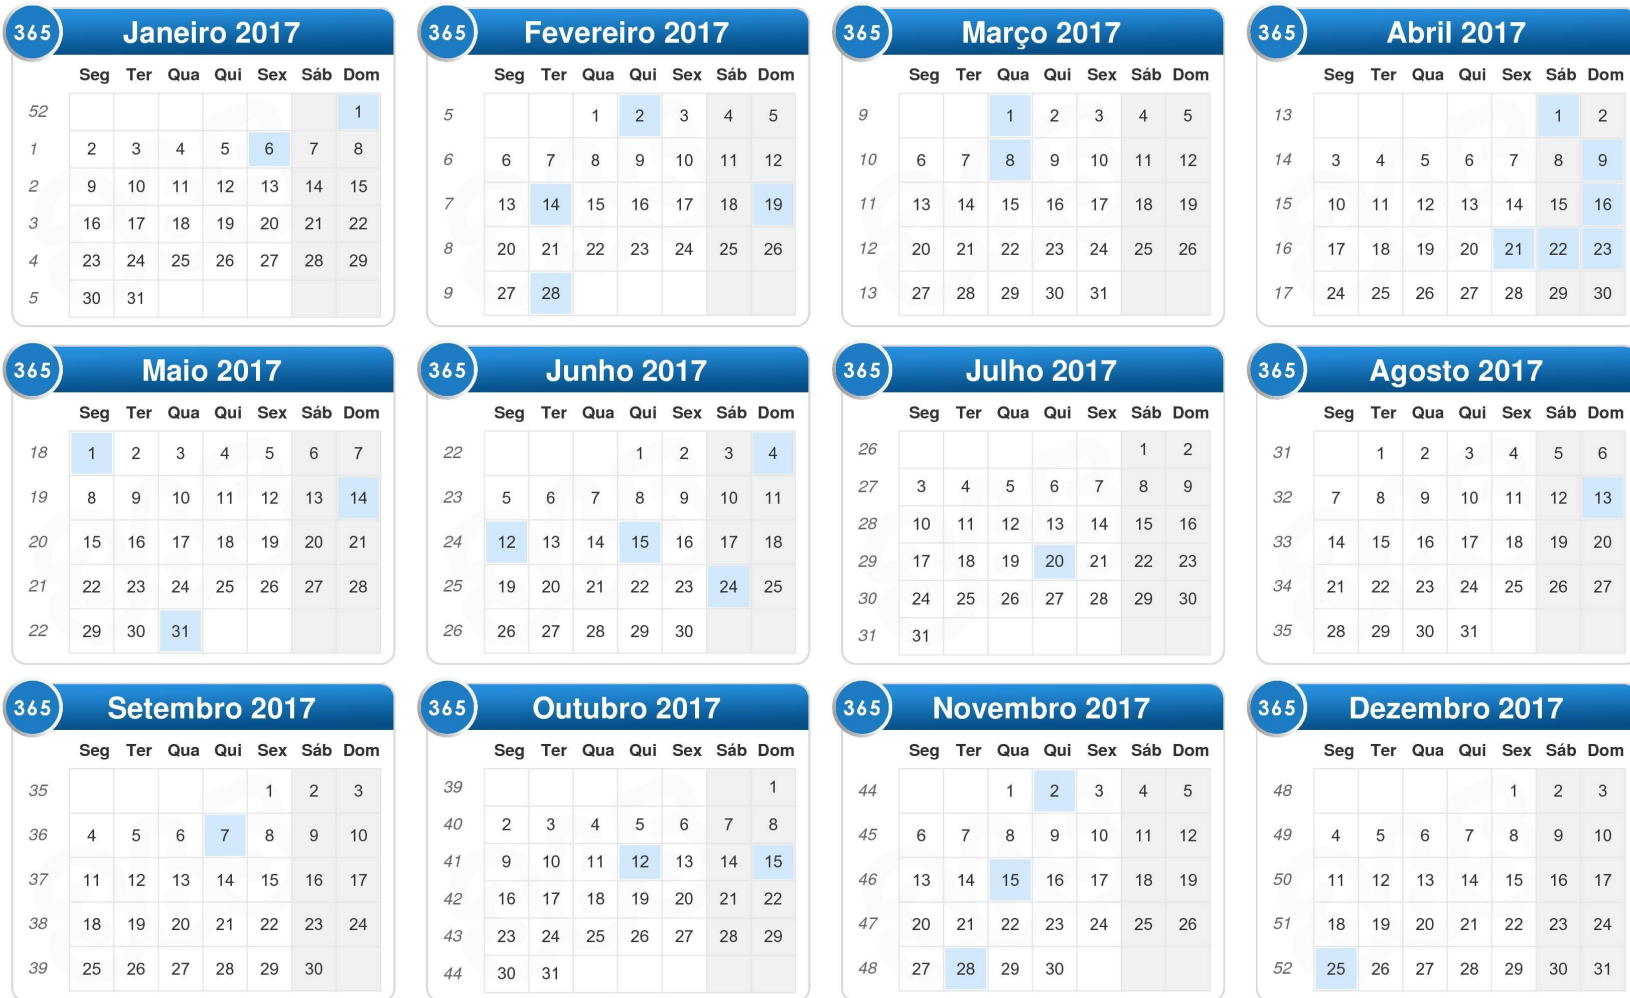 365 Janeiro 2017
Seg Ter Qua Qui Sex Sáb Dom
52 1
1 2 3 4 5 6 7 8
2 9 10 11 12 13 14 15
3 16 17 18 19 20 21 22
4 23 24 25 26 27 28 29
5 30 31
365 Fevereiro 2017
Seg Ter Qua Qui Sex Sáb Dom
5 1 2 3 4 5
6 6 7 8 9 10 11 12
7 13 14 15 16 17 18 19
8 20 21 22 23 24 25 26
9 27 28
365 Março 2017
Seg Ter Qua Qui Sex Sáb Dom
9 1 2 3 4 5
10 6 7 8 9 10 11 12
11 13 14 15 16 17 18 19
12 20 21 22 23 24 25 26
13 27 28 29 30 31
365 Abril 2017
Seg Ter Qua Qui Sex Sáb Dom
13 1 2
14 3 4 5 6 7 8 9
15 10 11 12 13 14 15 16
16 17 18 19 20 21 22 23
17 24 25 26 27 28 29 30
365 Maio 2017
Seg Ter Qua Qui Sex Sáb Dom
18 1 2 3 4 5 6 7
19 8 9 10 11 12 13 14
20 15 16 17 18 19 20 21
21 22 23 24 25 26 27 28
22 29 30 31
365 Junho 2017
Seg Ter Qua Qui Sex Sáb Dom
22 1 2 3 4
23 5 6 7 8 9 10 11
24 12 13 14 15 16 17 18
25 19 20 21 22 23 24 25
26 26 27 28 29 30
365 Julho 2017
Seg Ter Qua Qui Sex Sáb Dom
26 1 2
27 3 4 5 6 7 8 9
28 10 11 12 13 14 15 16
29 17 18 19 20 21 22 23
30 24 25 26 27 28 29 30
31 31
365 Agosto 2017
Seg Ter Qua Qui Sex Sáb Dom
31 1 2 3 4 5 6
32 7 8 9 10 11 12 13
33 14 15 16 17 18 19 20
34 21 22 23 24 25 26 27
35 28 29 30 31
365 Setembro 2017
Seg Ter Qua Qui Sex Sáb Dom
35 1 2 3
36 4 5 6 7 8 9 10
37 11 12 13 14 15 16 17
38 18 19 20 21 22 23 24
39 25 26 27 28 29 30
365 Outubro 2017
Seg Ter Qua Qui Sex Sáb Dom
39 1
40 2 3 4 5 6 7 8
41 9 10 11 12 13 14 15
42 16 17 18 19 20 21 22
43 23 24 25 26 27 28 29
44 30 31
365 Novembro 2017
Seg Ter Qua Qui Sex Sáb Dom
44 1 2 3 4 5
45 6 7 8 9 10 11 12
46 13 14 15 16 17 18 19
47 20 21 22 23 24 25 26
48 27 28 29 30
365 Dezembro 2017
Seg Ter Qua Qui Sex Sáb Dom
48 1 2 3
49 4 5 6 7 8 9 10
50 11 12 13 14 15 16 17
51 18 19 20 21 22 23 24
52 25 26 27 28 29 30 31